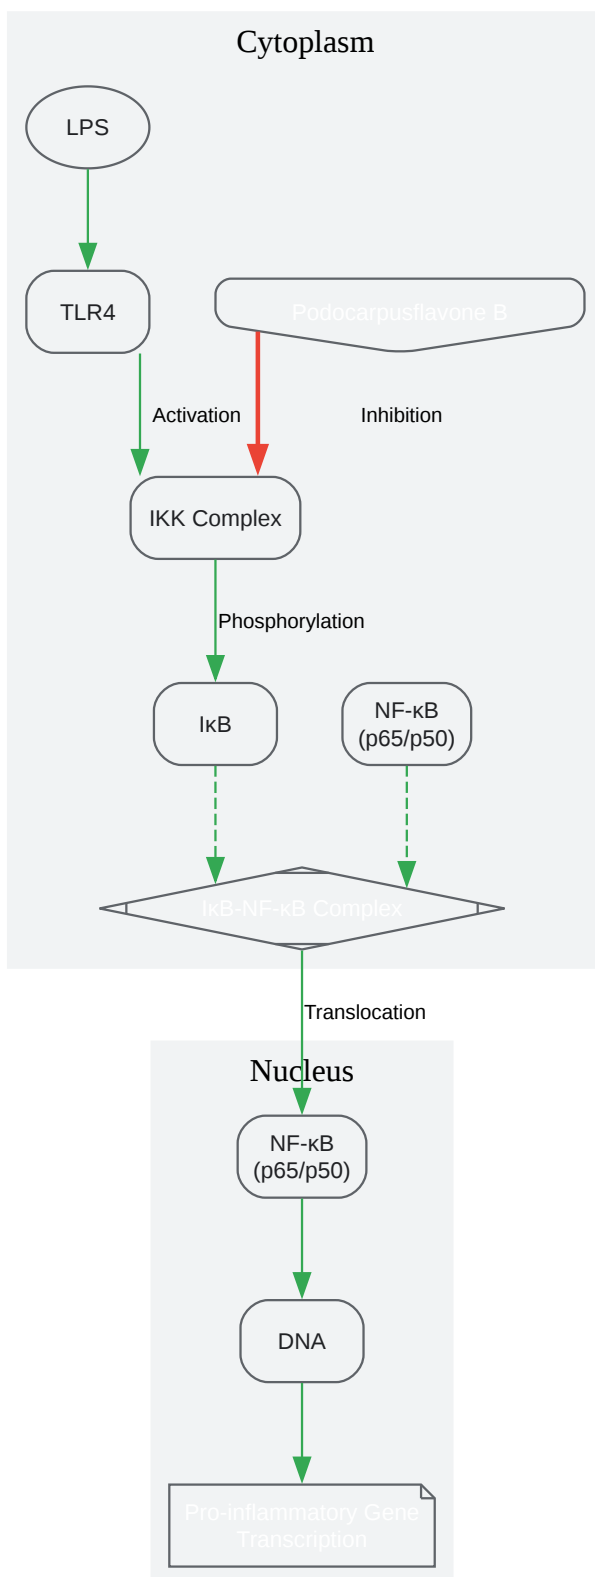 Cytoplasm
LPS
TLR4
Podocarpusflavone B
Activation
Inhibition
IKK Complex
Phosphorylation
IκB
NF-κB
(p65/p50)
IκB-NF-κB Complex
Translocation
Nucleus
NF-κB
(p65/p50)
DNA
Pro-inflammatory Gene
Transcription